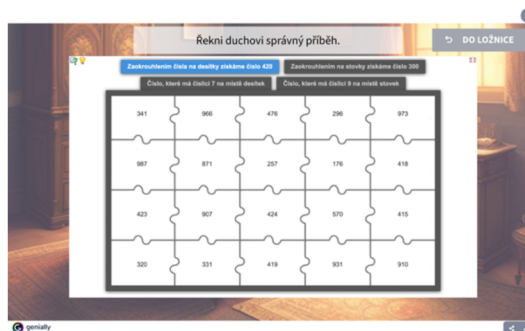 Řekni duchovi správný příběh.
DO LOŽNICE
Zaokrouhlením čísla na desítky získáme číslo 420
Zaokrouhlením na stovky získáme číslo 300
Číslo, které má číslici 7 na místě desítek
Číslo, které má číslici 9 na místě stovek
341 966 476 296 973
987 871 257 176 418
423 907 424 570 415
320 331 419 931 910
genially